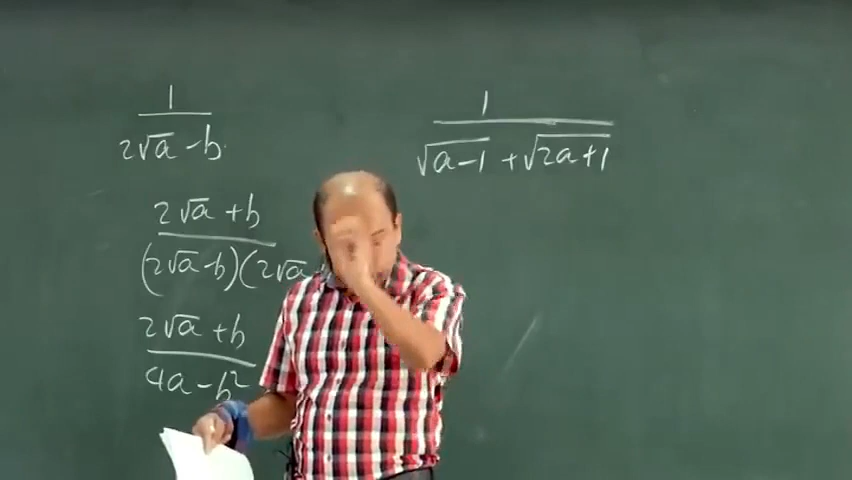 1
2√a - b
2√a + b
(2√a - b)(2√a
2√a + b
4a - b²
1
√a-1 + √2a+1